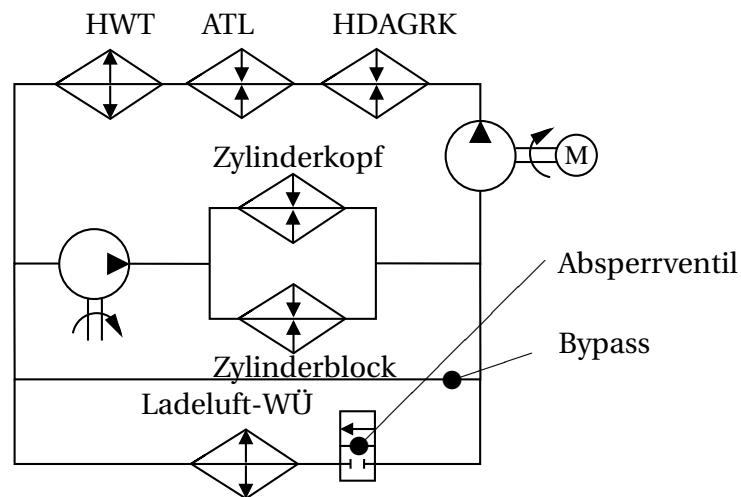 HWT ATL HDAGRK
M
Zylinderkopf
Absperrventil
Bypass
Zylinderblock
Ladeluft-WÜ